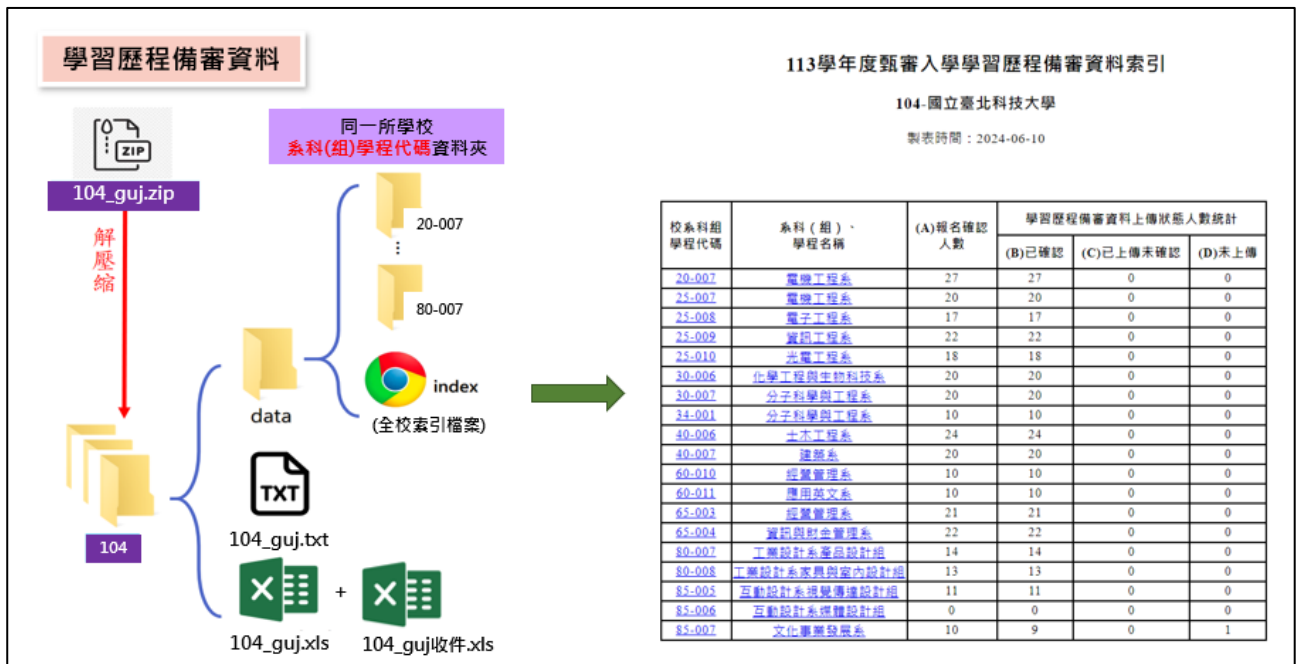 學習歷程備審資料
ZIP
104_guj.zip
解壓縮
104
同一所學校
系科(組)學程代碼資料夾
20-007
⋮
80-007
data
index
(全校索引檔案)
TXT
104_guj.txt
X
+
X
104_guj.xls
104_guj收件.xls
113學年度甄審入學學習歷程備審資料索引
104-國立臺北科技大學
製表時間：2024-06-10
校系科組學程代碼 系科（組）、學程名稱 (A)報名確認人數 學習歷程備審資料上傳狀態人數統計
(B)已確認 (C)已上傳未確認 (D)未上傳
20-007 電機工程系 27 27 0 0
25-007 電機工程系 20 20 0 0
25-008 電子工程系 17 17 0 0
25-009 資訊工程系 22 22 0 0
25-010 光電工程系 18 18 0 0
30-006 化學工程與生物科技系 20 20 0 0
30-007 分子科學與工程系 20 20 0 0
34-001 分子科學與工程系 10 10 0 0
40-006 土木工程系 24 24 0 0
40-007 建築系 20 20 0 0
60-010 經營管理系 10 10 0 0
60-011 應用英文系 10 10 0 0
65-003 經營管理系 21 21 0 0
65-004 資訊與財金管理系 22 22 0 0
80-007 工業設計系產品設計組 14 14 0 0
80-008 工業設計系家具與室內設計組 13 13 0 0
85-005 互動設計系視覺傳達設計組 11 11 0 0
85-006 互動設計系媒體設計組 0 0 0 0
85-007 文化事業發展系 10 9 0 1